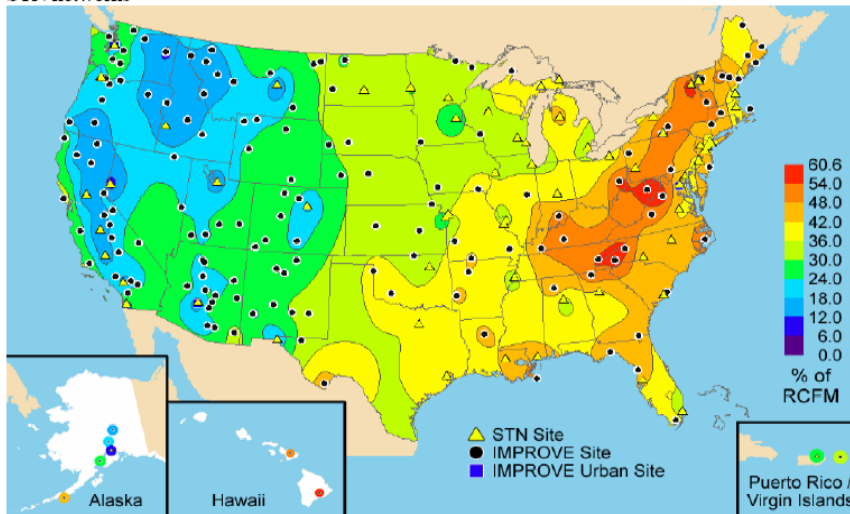 60.6
54.0
48.0
42.0
36.0
30.0
24.0
18.0
12.0
6.0
0.0
% of
RCFM
STN Site
IMPROVE Site
IMPROVE Urban Site
Alaska
Hawaii
Puerto Rico /
Virgin Islands